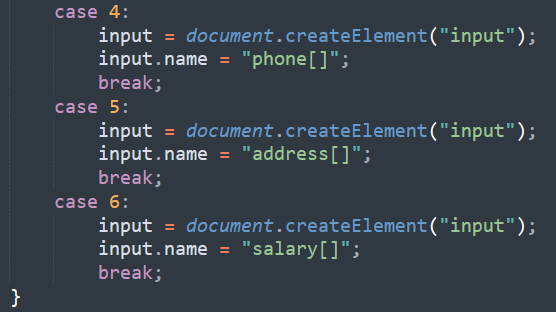 case 4:
input = document.createElement("input");
input.name = "phone[]";
break;
case 5:
input = document.createElement("input");
input.name = "address[]";
break;
case 6:
input = document.createElement("input");
input.name = "salary[]";
break;
}